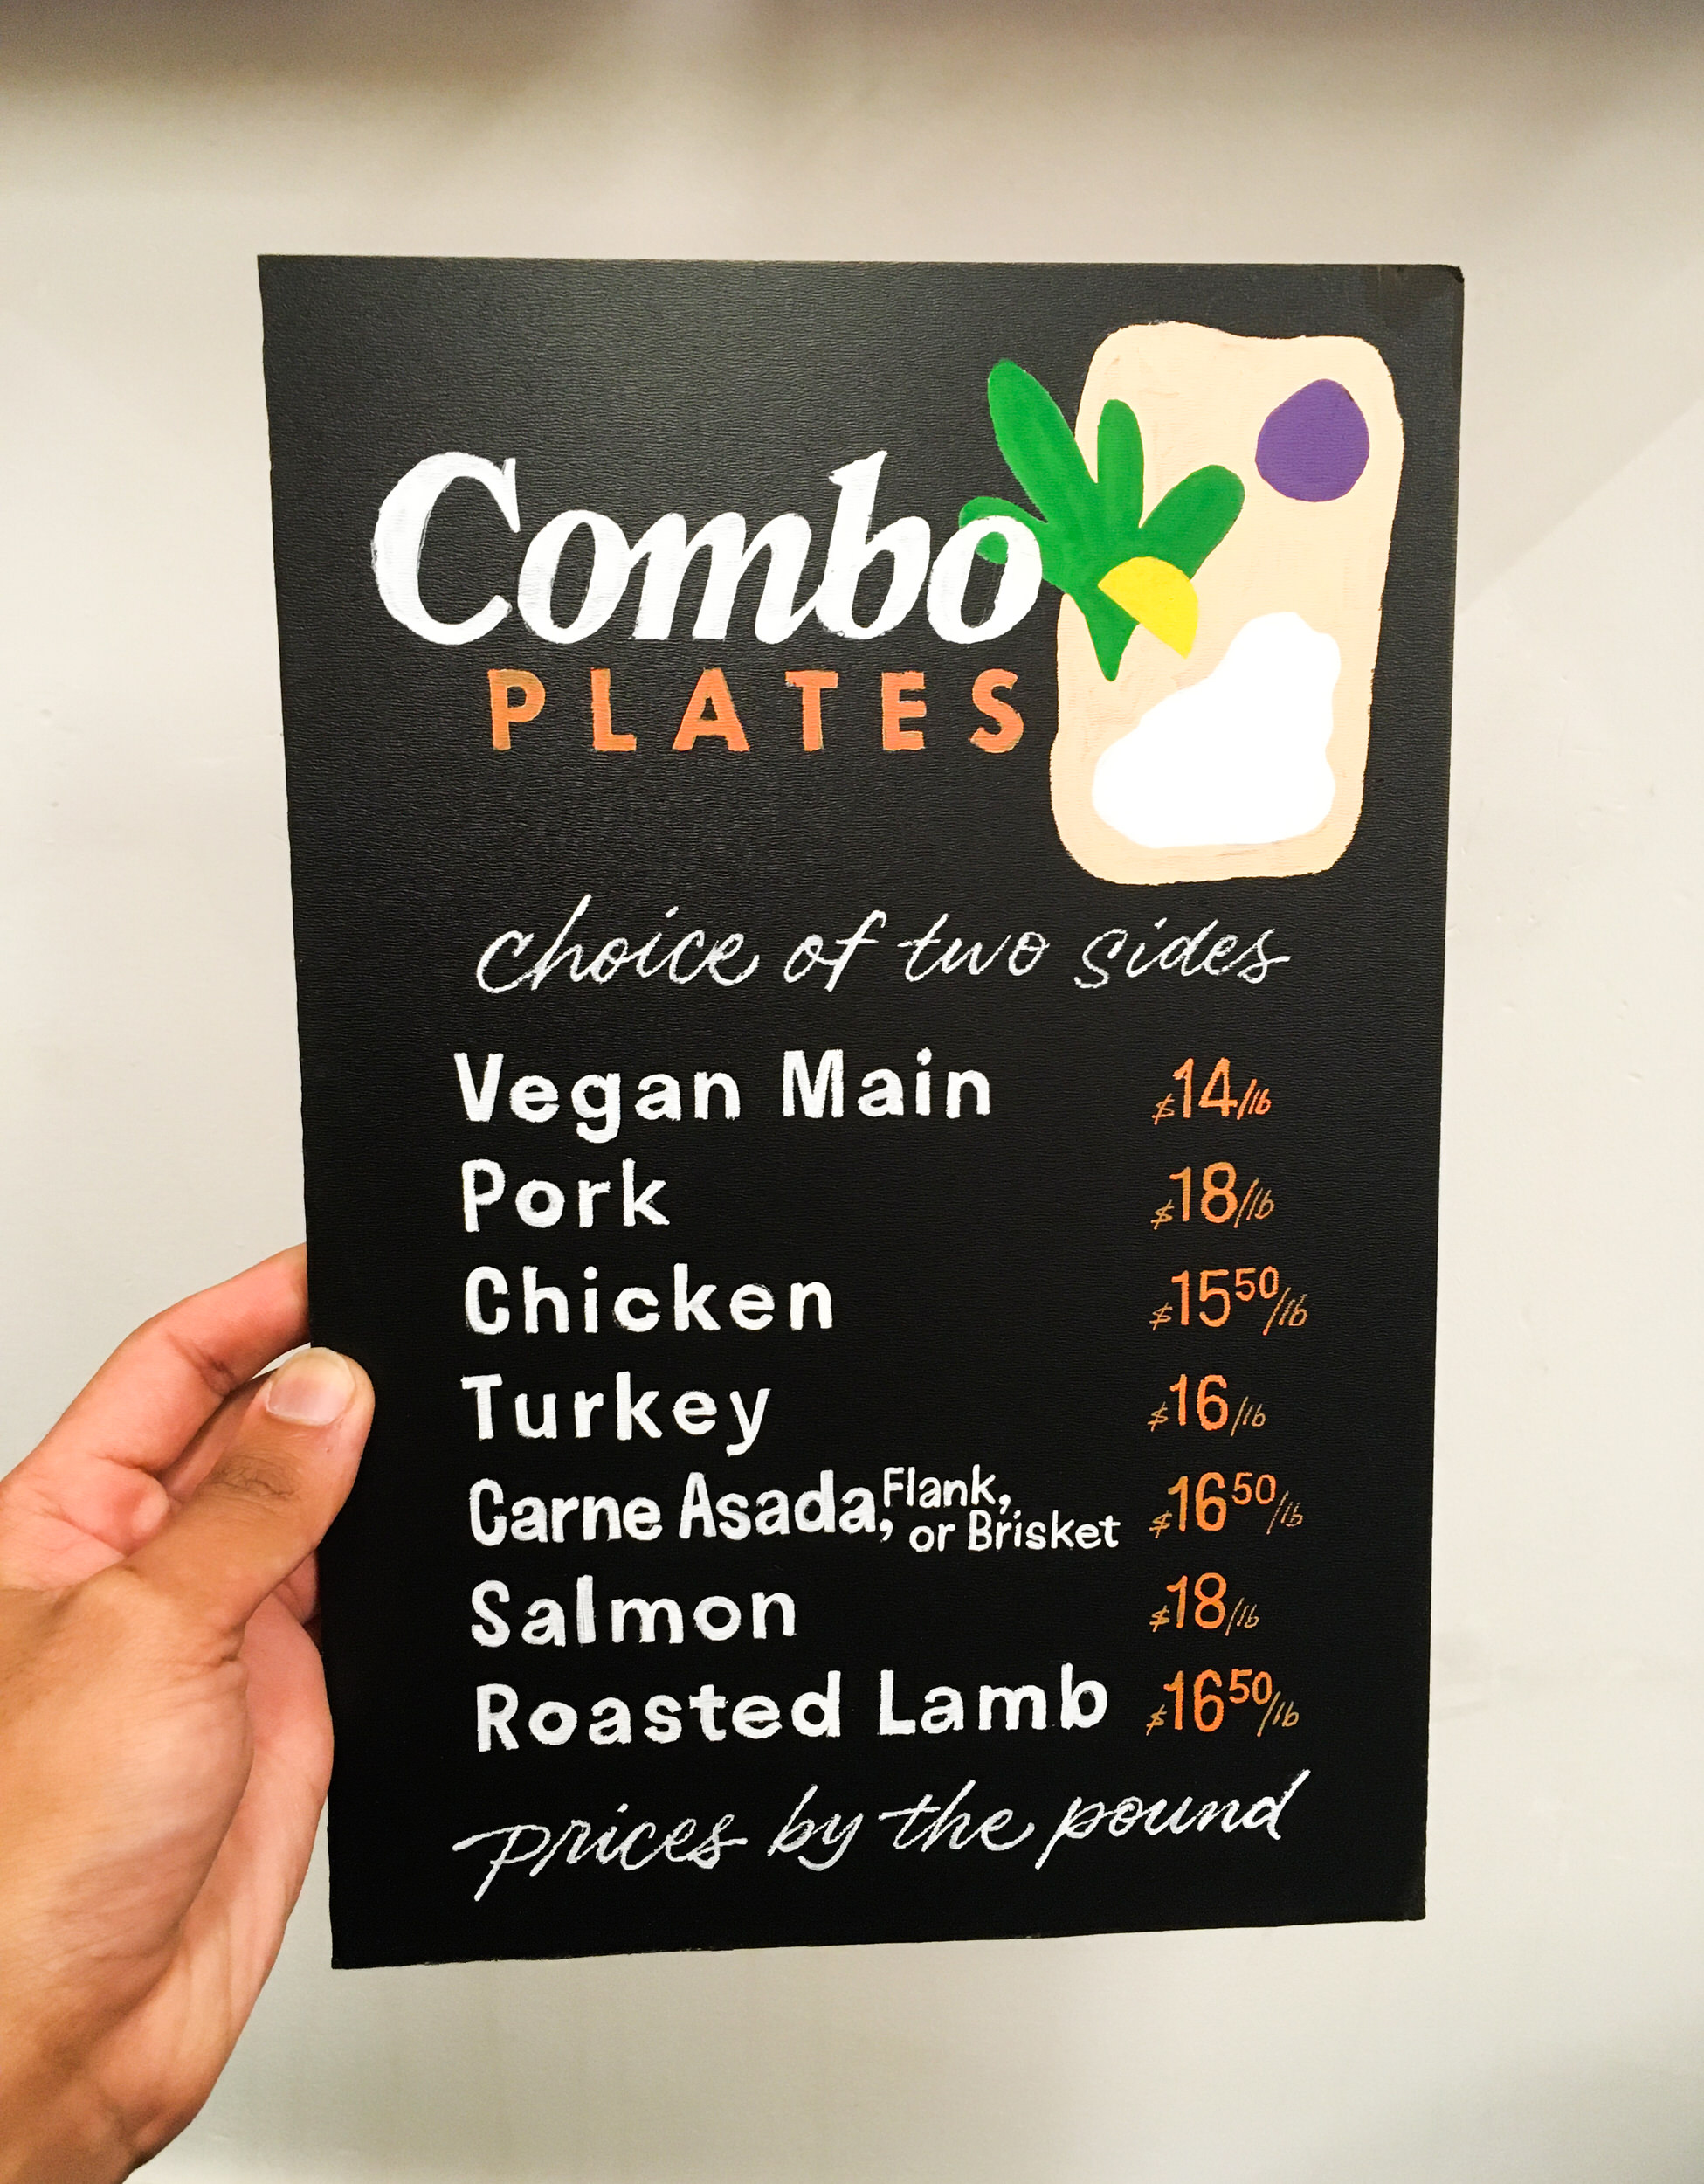 Combo
PLATES
choice of two sides
Vegan Main $14/lb
Pork $18/lb
Chicken $15 50/lb
Turkey $16/lb
Carne Asada, Flank, or Brisket $16 50/lb
Salmon $18/lb
Roasted Lamb $16 50/lb
prices by the pound